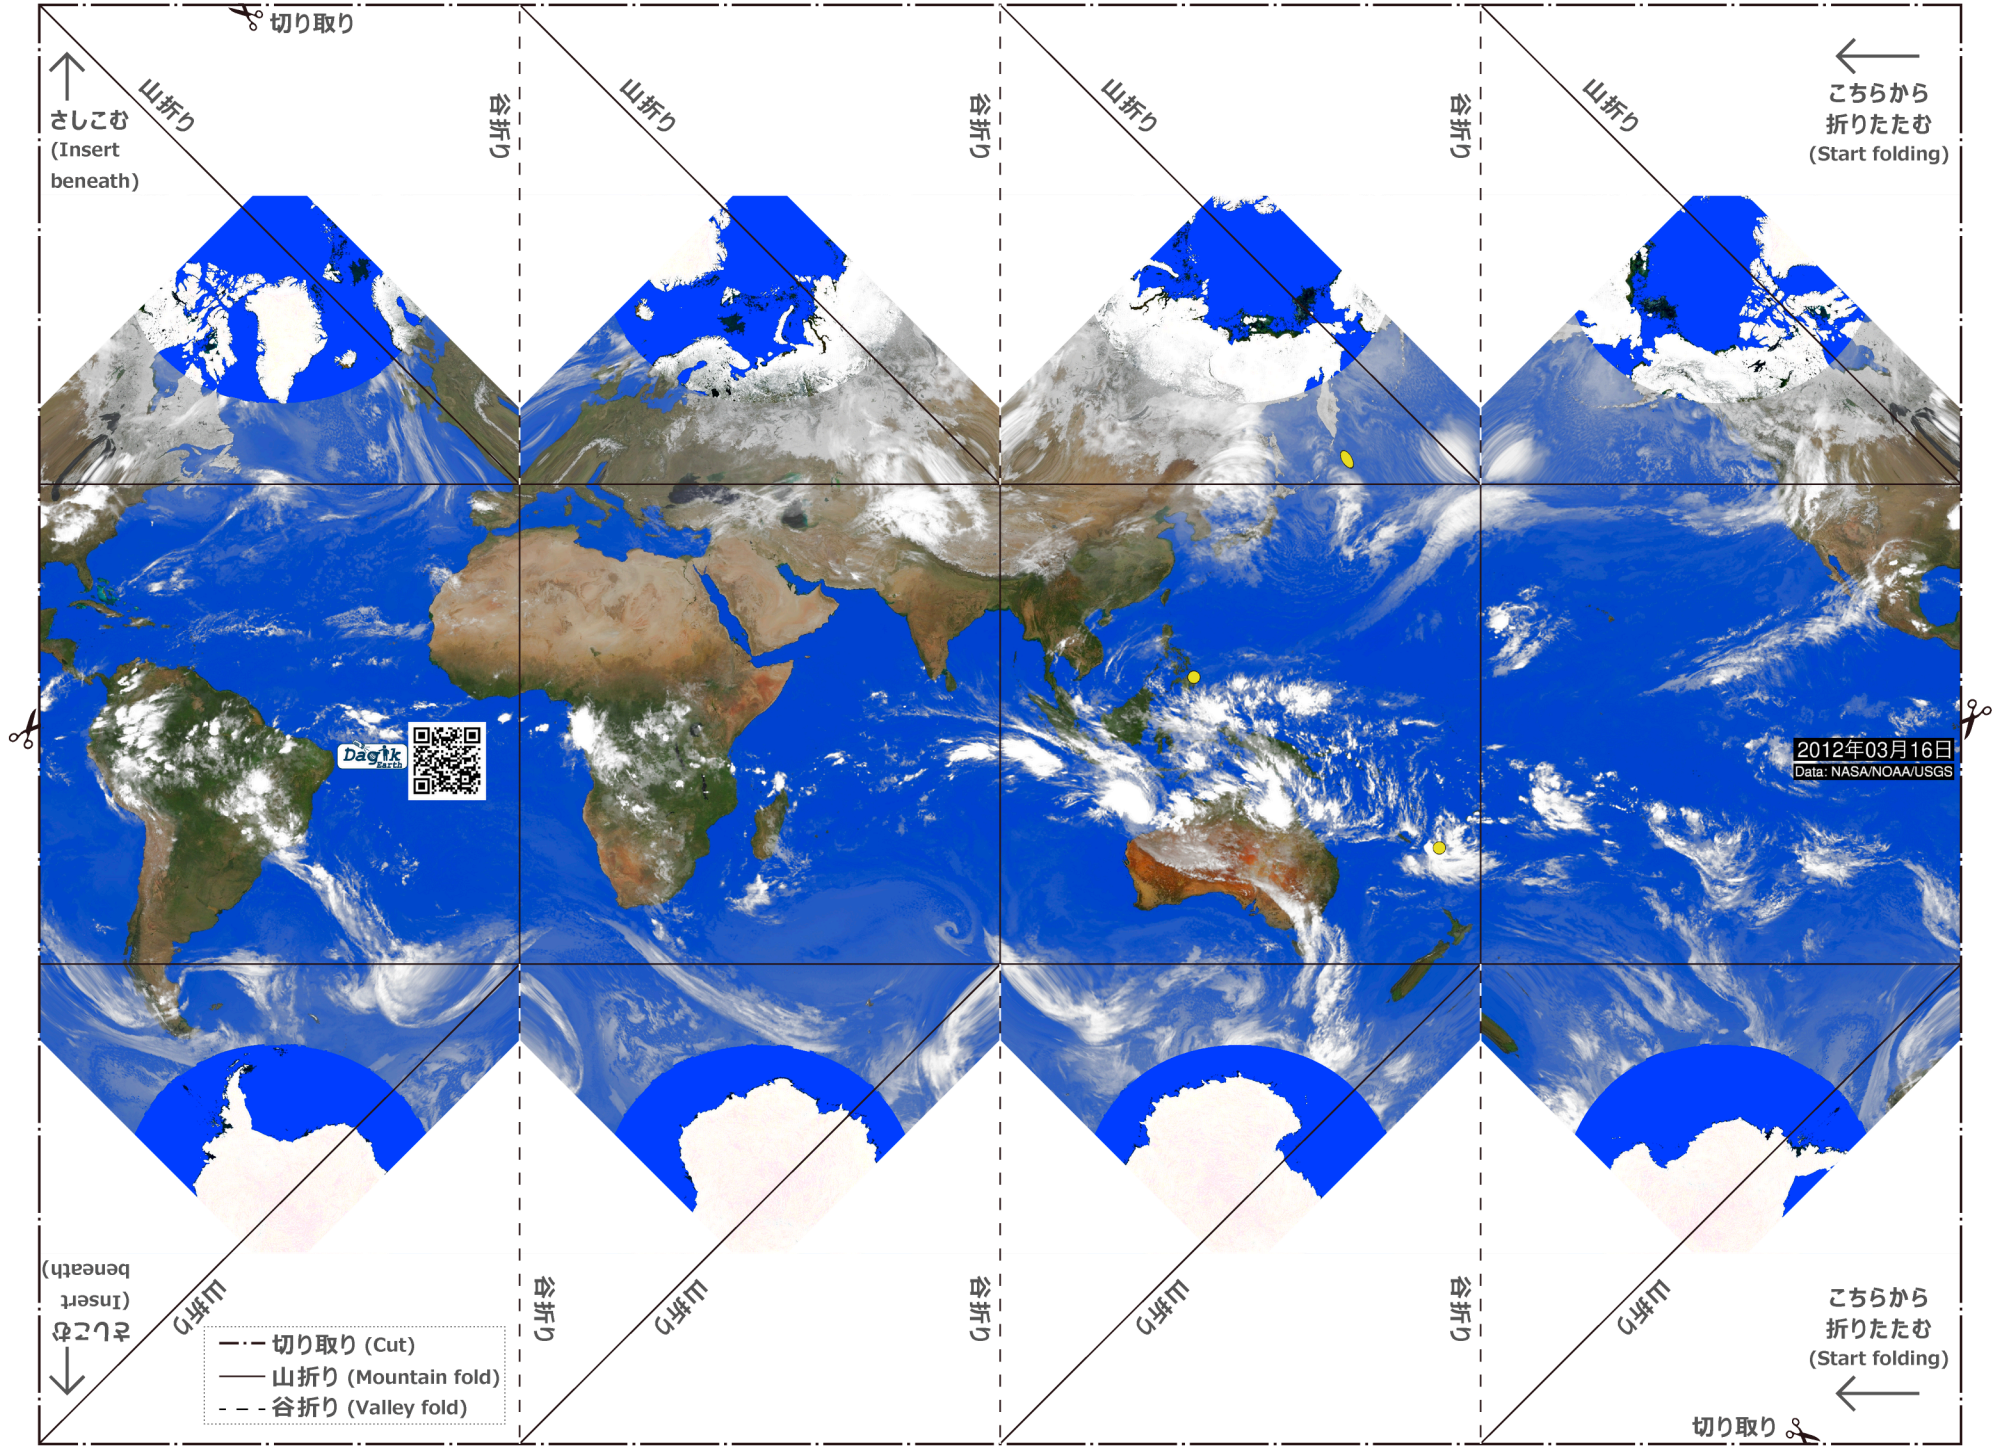 切り取り
さしこむ
(Insert
beneath)
山折り
谷折り
山折り
谷折り
山折り
谷折り
山折り
こちらから
折りたたむ
(Start folding)
Dagik
Earth
2012年03月16日
Data: NASA/NOAA/USGS
さしこむ
(Insert
beneath)
山折り
谷折り
山折り
谷折り
山折り
谷折り
山折り
こちらから
折りたたむ
(Start folding)
切り取り (Cut)
山折り (Mountain fold)
谷折り (Valley fold)
切り取り